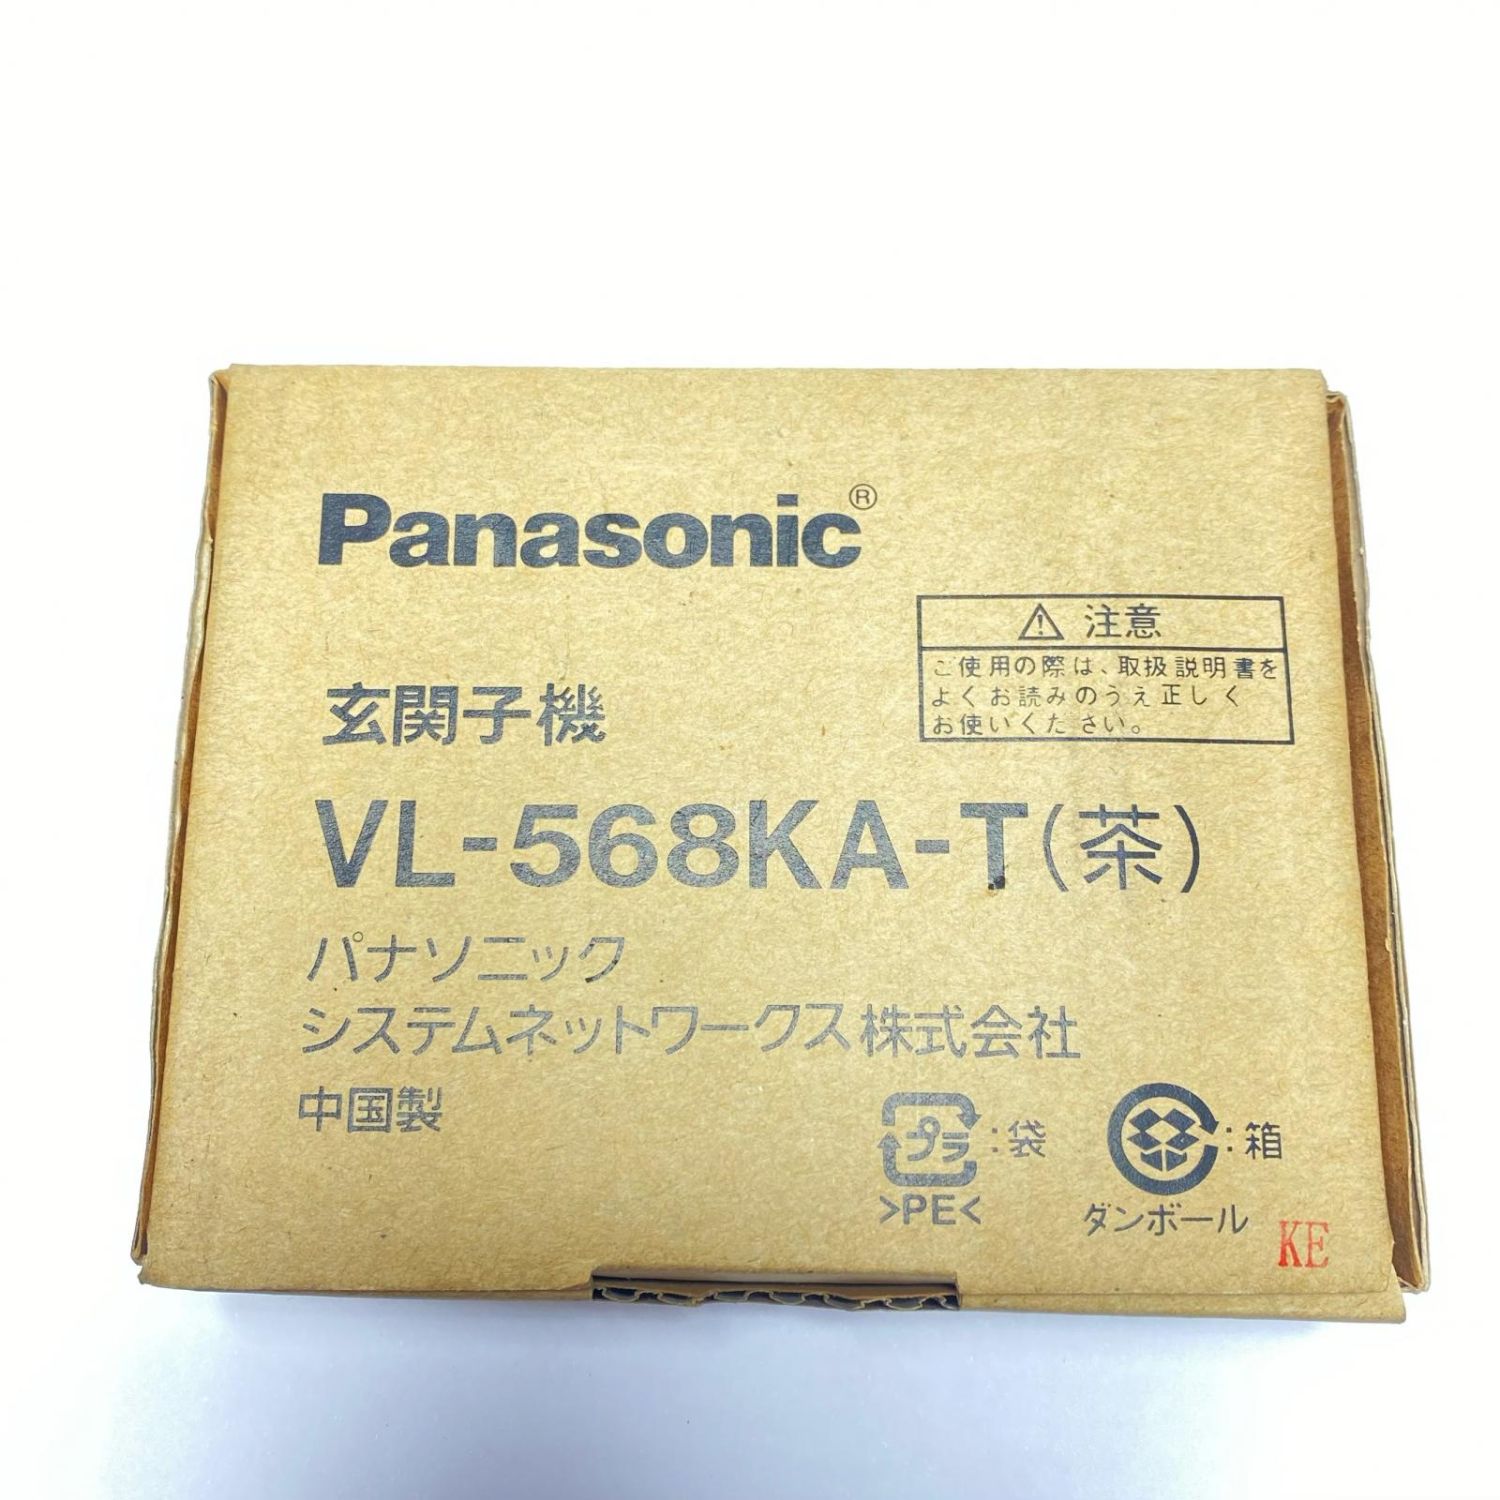 Panasonic®
⚠ 注意
ご使用の際は、取扱説明書を
よくお読みのうえ正しく
お使いください。
玄関子機
VL-568KA-T(茶)
パナソニック
システムネットワークス株式会社
中国製
プラ:袋
>PE<
:箱
ダンボール
KE